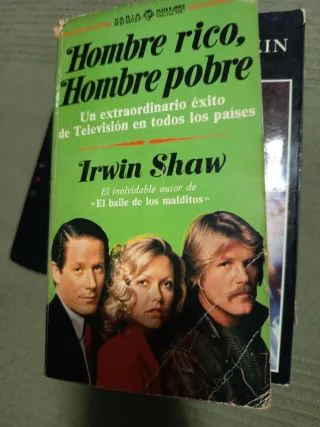 Hombre rico,
Hombre pobre
Un extraordinario éxito
de Televisión en todos los países
Irwin Shaw
El inolvidable autor de
«El baile de los malditos»
KIN